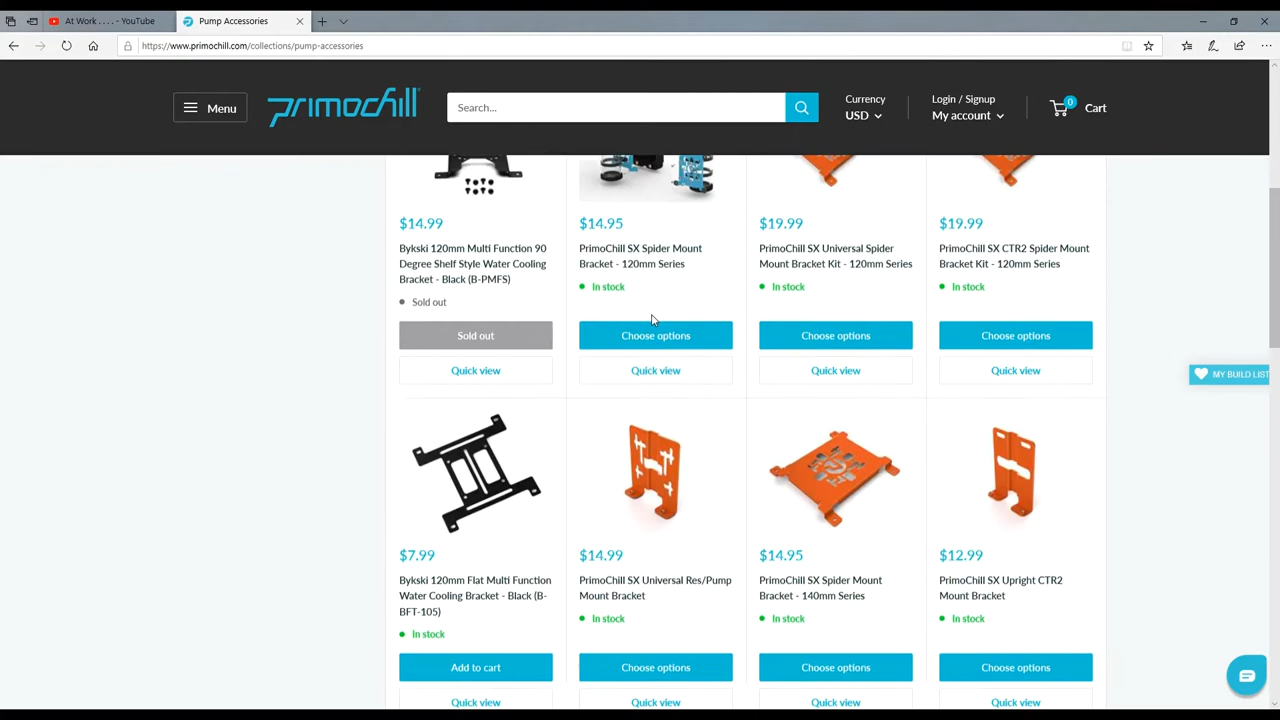 At Work . . . . - YouTube
Pump Accessories
https://www.primochill.com/collections/pump-accessories
Menu
primochill
Search...
Currency
USD
Login / Signup
My account
0
Cart
$14.99
Bykski 120mm Multi Function 90
Degree Shelf Style Water Cooling
Bracket - Black (B-PMFS)
Sold out
Sold out
Quick view
$14.95
PrimoChill SX Spider Mount
Bracket - 120mm Series
In stock
Choose options
Quick view
$19.99
PrimoChill SX Universal Spider
Mount Bracket Kit - 120mm Series
In stock
Choose options
Quick view
$19.99
PrimoChill SX CTR2 Spider Mount
Bracket Kit - 120mm Series
In stock
Choose options
Quick view
MY BUILD LIST
$7.99
Bykski 120mm Flat Multi Function
Water Cooling Bracket - Black (B-
BFT-105)
In stock
Add to cart
Quick view
$14.99
PrimoChill SX Universal Res/Pump
Mount Bracket
In stock
Choose options
Quick view
$14.95
PrimoChill SX Spider Mount
Bracket - 140mm Series
In stock
Choose options
Quick view
$12.99
PrimoChill SX Upright CTR2
Mount Bracket
In stock
Choose options
Quick view